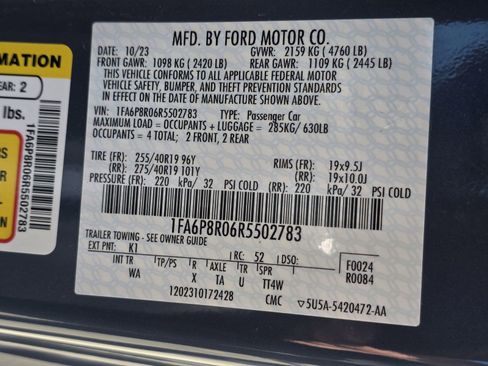 MFD. BY FORD MOTOR CO.
DATE: 10/23 GVWR: 2159 KG ( 4760 LB)
FRONT GAWR: 1098 KG ( 2420 LB) REAR GAWR: 1109 KG ( 2445 LB)
THIS VEHICLE CONFORMS TO ALL APPLICABLE FEDERAL MOTOR
VEHICLE SAFETY, BUMPER, AND THEFT PREVENTION STANDARDS
IN EFFECT ON THE DATE OF MANUFACTURE SHOWN ABOVE.
VIN: 1FA6P8R06R5502783 TYPE: Passenger Car
MAXIMUM LOAD = OCCUPANTS + LUGGAGE = 285KG/ 630LB
OCCUPANTS = 4 TOTAL; 2 FRONT, 2 REAR
TIRE (FR): 255/40R19 96Y RIMS (FR): 19x9.5J
(RR): 275/40R19 101Y (RR): 19x10.0J
PRESSURE (FR): 220 kPa/ 32 PSI COLD (RR): 220 kPa/ 32 PSI COLD
1FA6P8R06R5502783
TRAILER TOWING - SEE OWNER GUIDE
EXT PNT: K1 RC: 52 DSO: F0024
INT TR TP/PS R AXLE TR SPR R0084
WA X TA U TT4W
1202310172428 CMC 5U5A-5420472-AA
RMATION
EAR: 2
lbs.
1FA6P8R06R5502783
RS